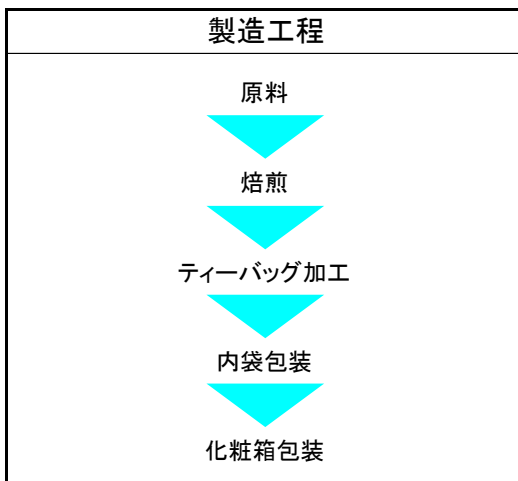 製造工程
原料
焙煎
ティーバッグ加工
内袋包装
化粧箱包装